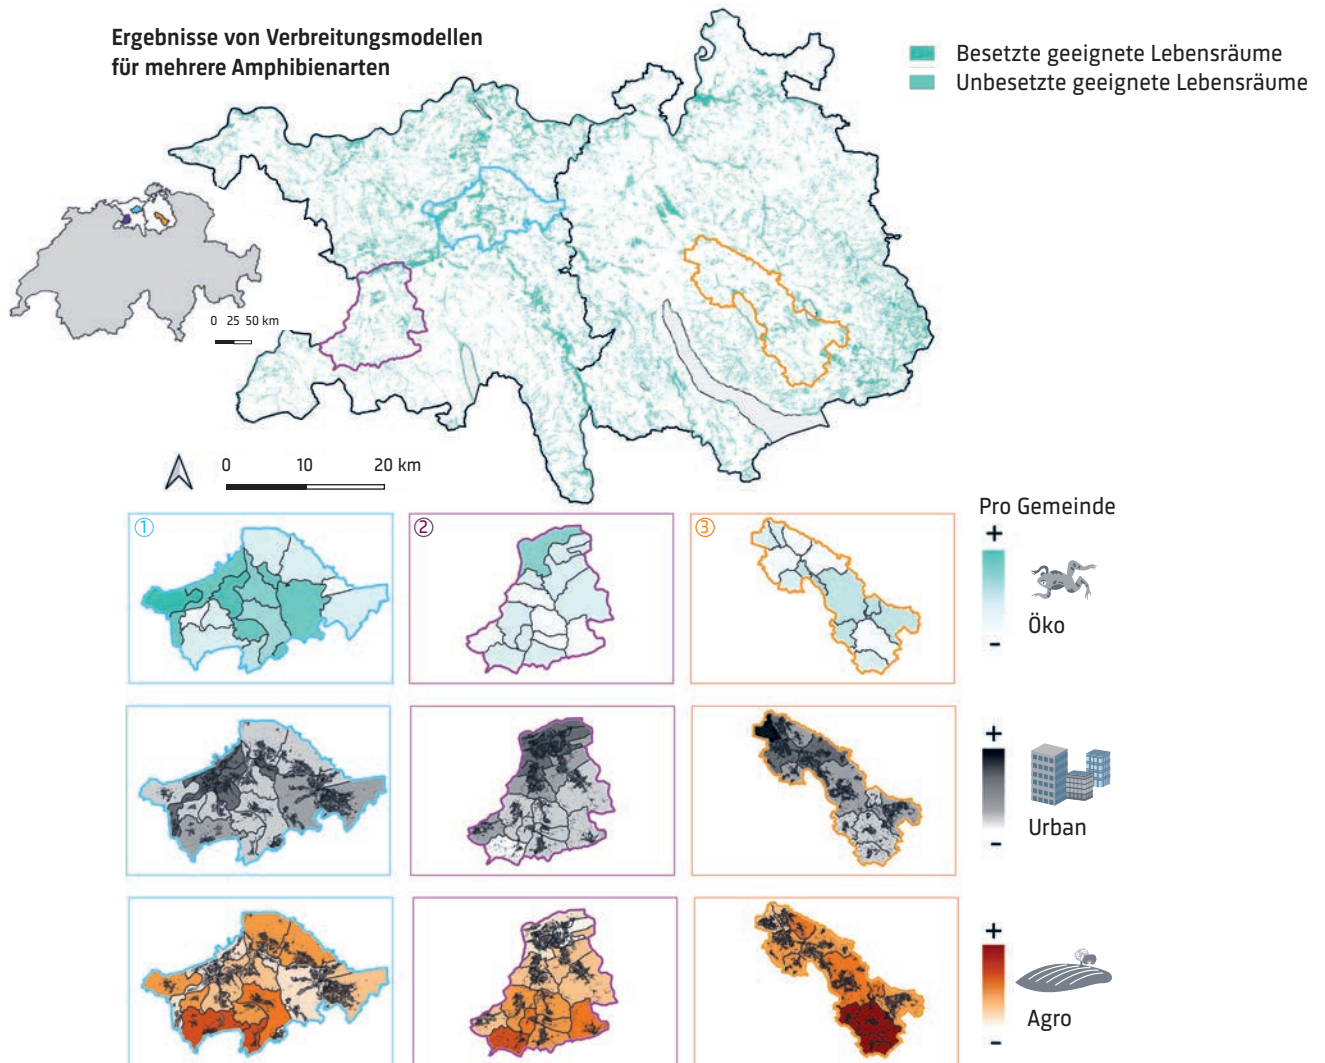 Ergebnisse von Verbreitungsmodellen
für mehrere Amphibienarten
Besetzte geeignete Lebensräume
Unbesetzte geeignete Lebensräume
0 25 50 km
0 10 20 km
Pro Gemeinde
1
2
3
+
Öko
-
+
Urban
-
+
Agro
-